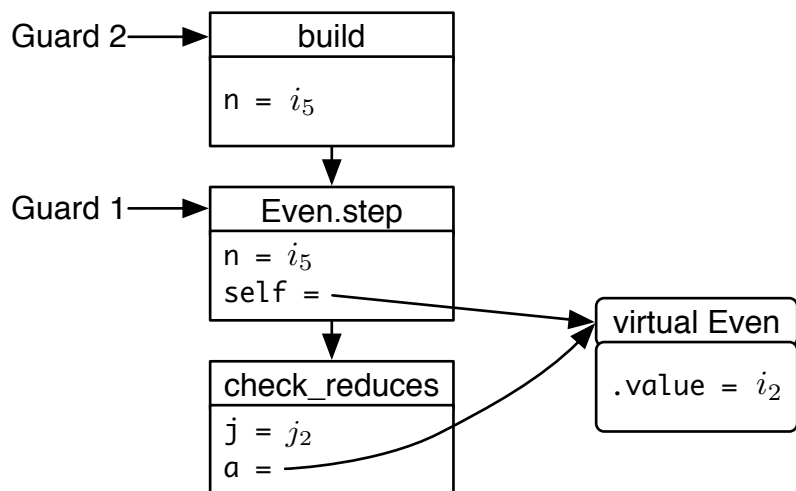 Guard 2
build
n = i₅
Guard 1
Even.step
n = i₅
self =
virtual Even
.value = i₂
check_reduces
j = j₂
a =